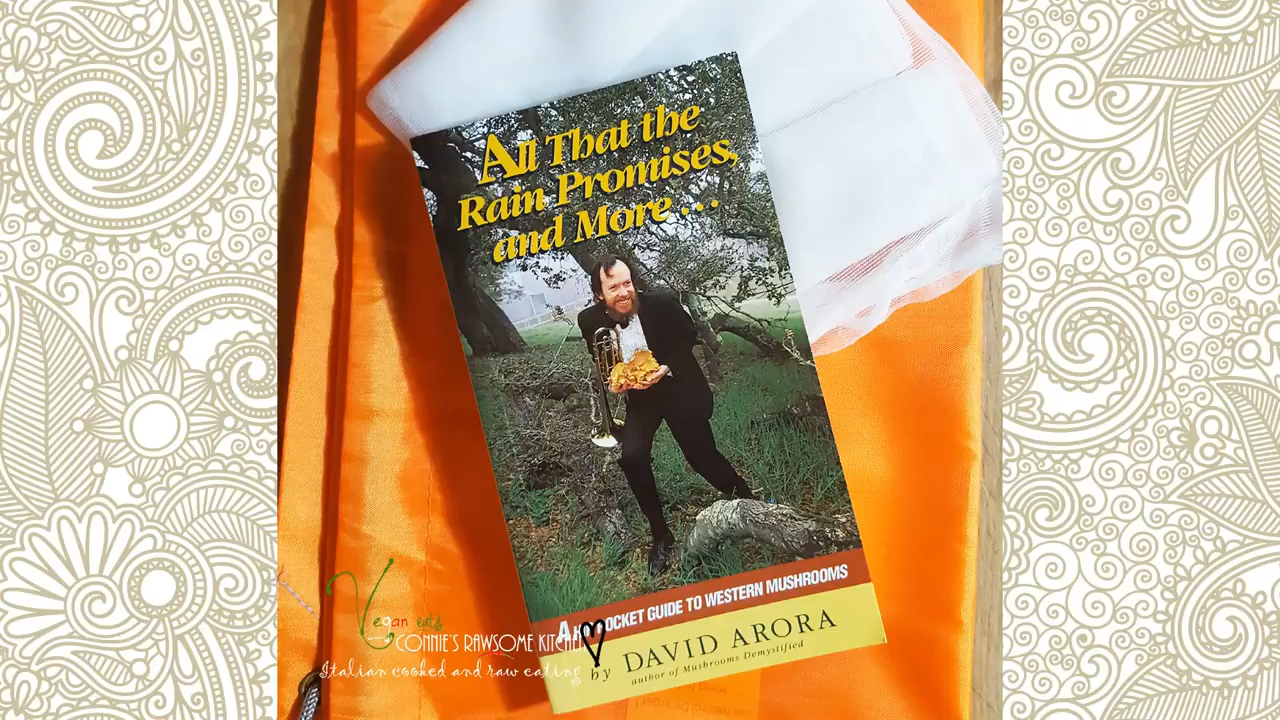 All That the
Rain Promises,
and More ...
A POCKET GUIDE TO WESTERN MUSHROOMS
by DAVID ARORA
author of Mushrooms Demystified
Vegan eats
CONNIE'S RAWSOME KITCHEN
Italian cooked and raw eating